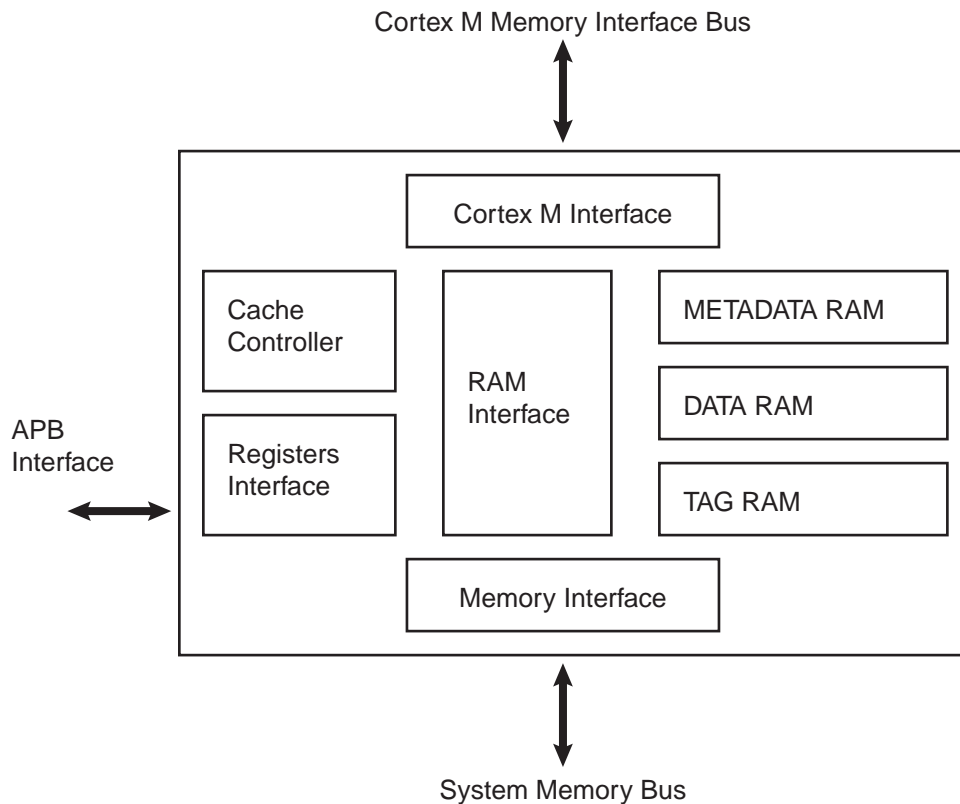 Cortex M Memory Interface Bus
Cortex M Interface
Cache
Controller
METADATA RAM
RAM
Interface
DATA RAM
APB
Interface
Registers
Interface
TAG RAM
Memory Interface
System Memory Bus